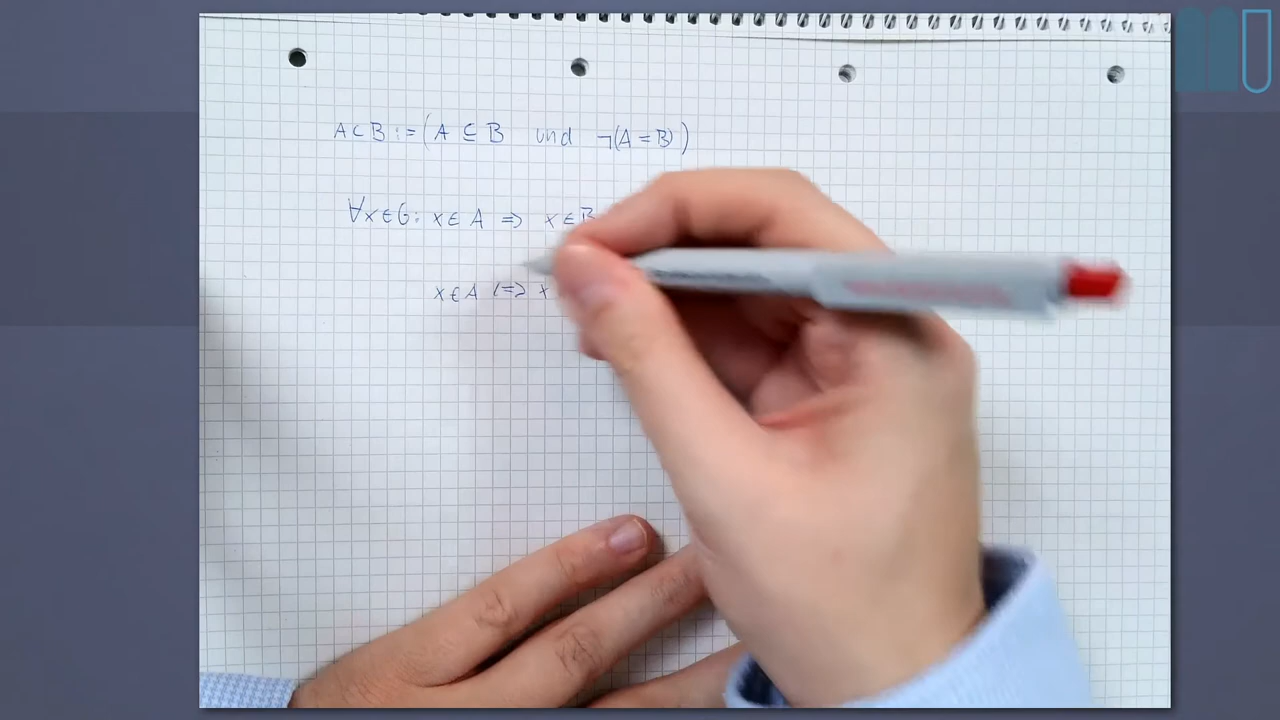 A ⊂ B := (A ⊆ B und ¬(A = B))
∀x∈G: x∈A ⇒ x∈B
x∈A ⇔ x